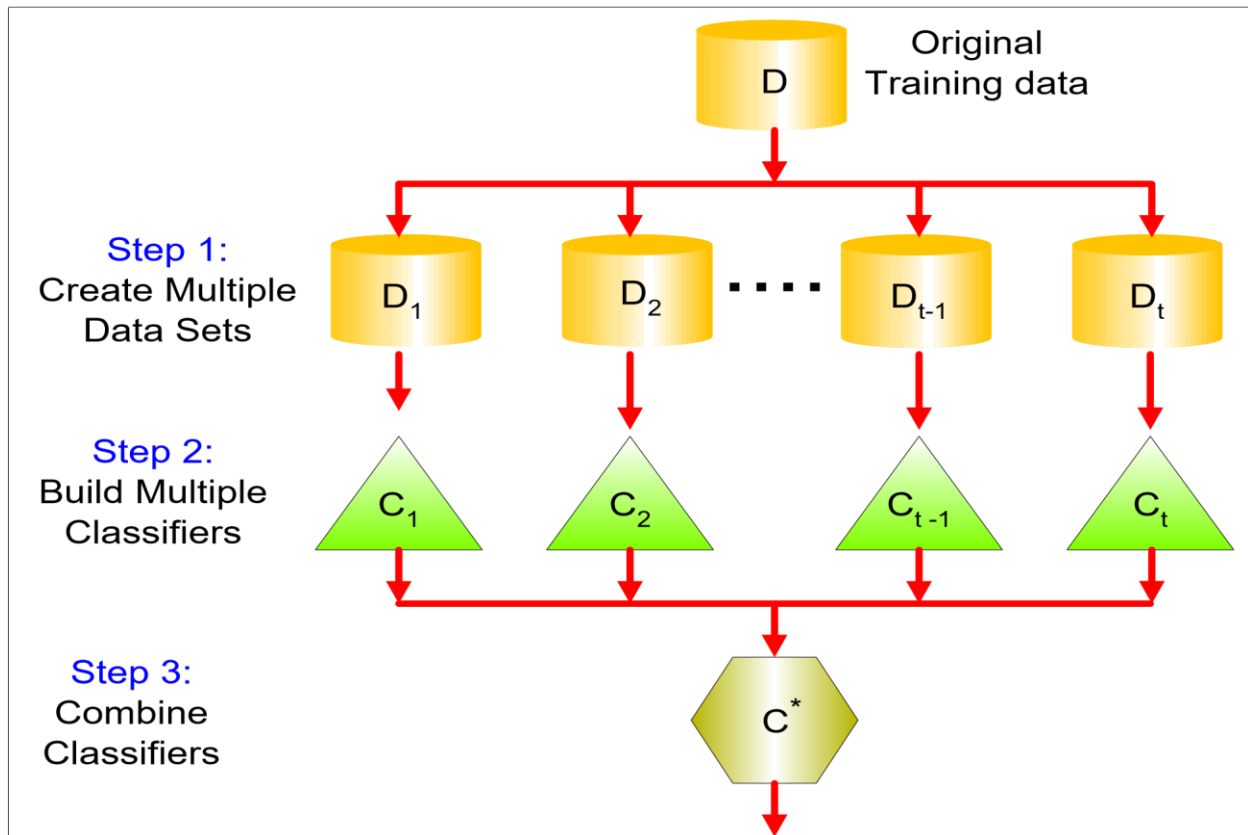 Original
Training data
D
Step 1:
Create Multiple
Data Sets
D₁
D₂
....
Dₜ₋₁
Dₜ
Step 2:
Build Multiple
Classifiers
C₁
C₂
Cₜ ₋₁
Cₜ
Step 3:
Combine
Classifiers
C*